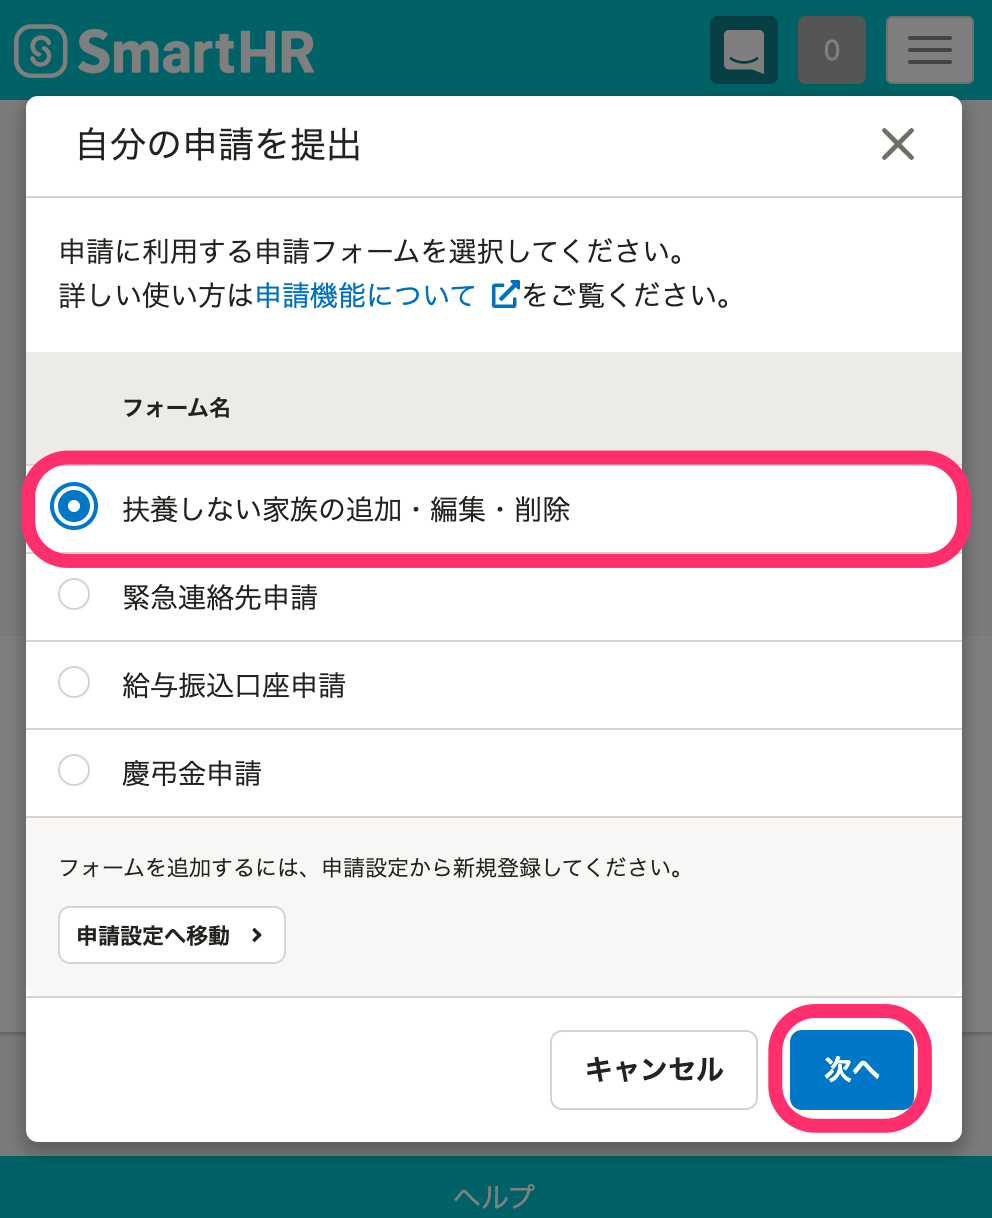 SmartHR
0
自分の申請を提出
申請に利用する申請フォームを選択してください。
詳しい使い方は申請機能についてをご覧ください。
フォーム名
扶養しない家族の追加・編集・削除
緊急連絡先申請
給与振込口座申請
慶弔金申請
フォームを追加するには、申請設定から新規登録してください。
申請設定へ移動
キャンセル
次へ
ヘルプ